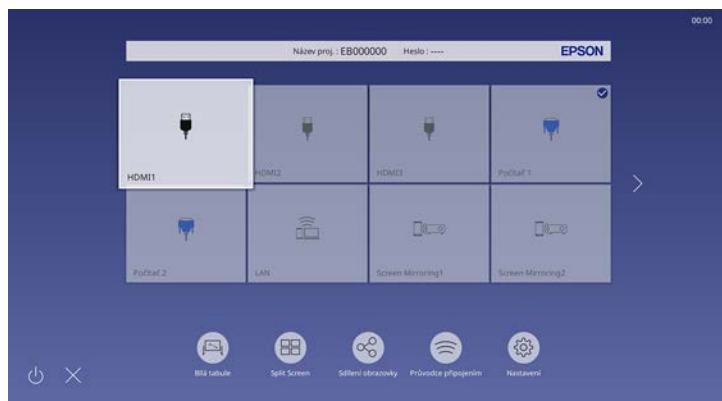 00:00
Název proj. : EB000000 Heslo : ---- EPSON
HDMI1 HDMI2 HDMI3 Počítač 1
Počítač 2 LAN Screen Mirroring1 Screen Mirroring2
Bílá tabule Split Screen Sdílení obrazovky Průvodce připojením Nastavení